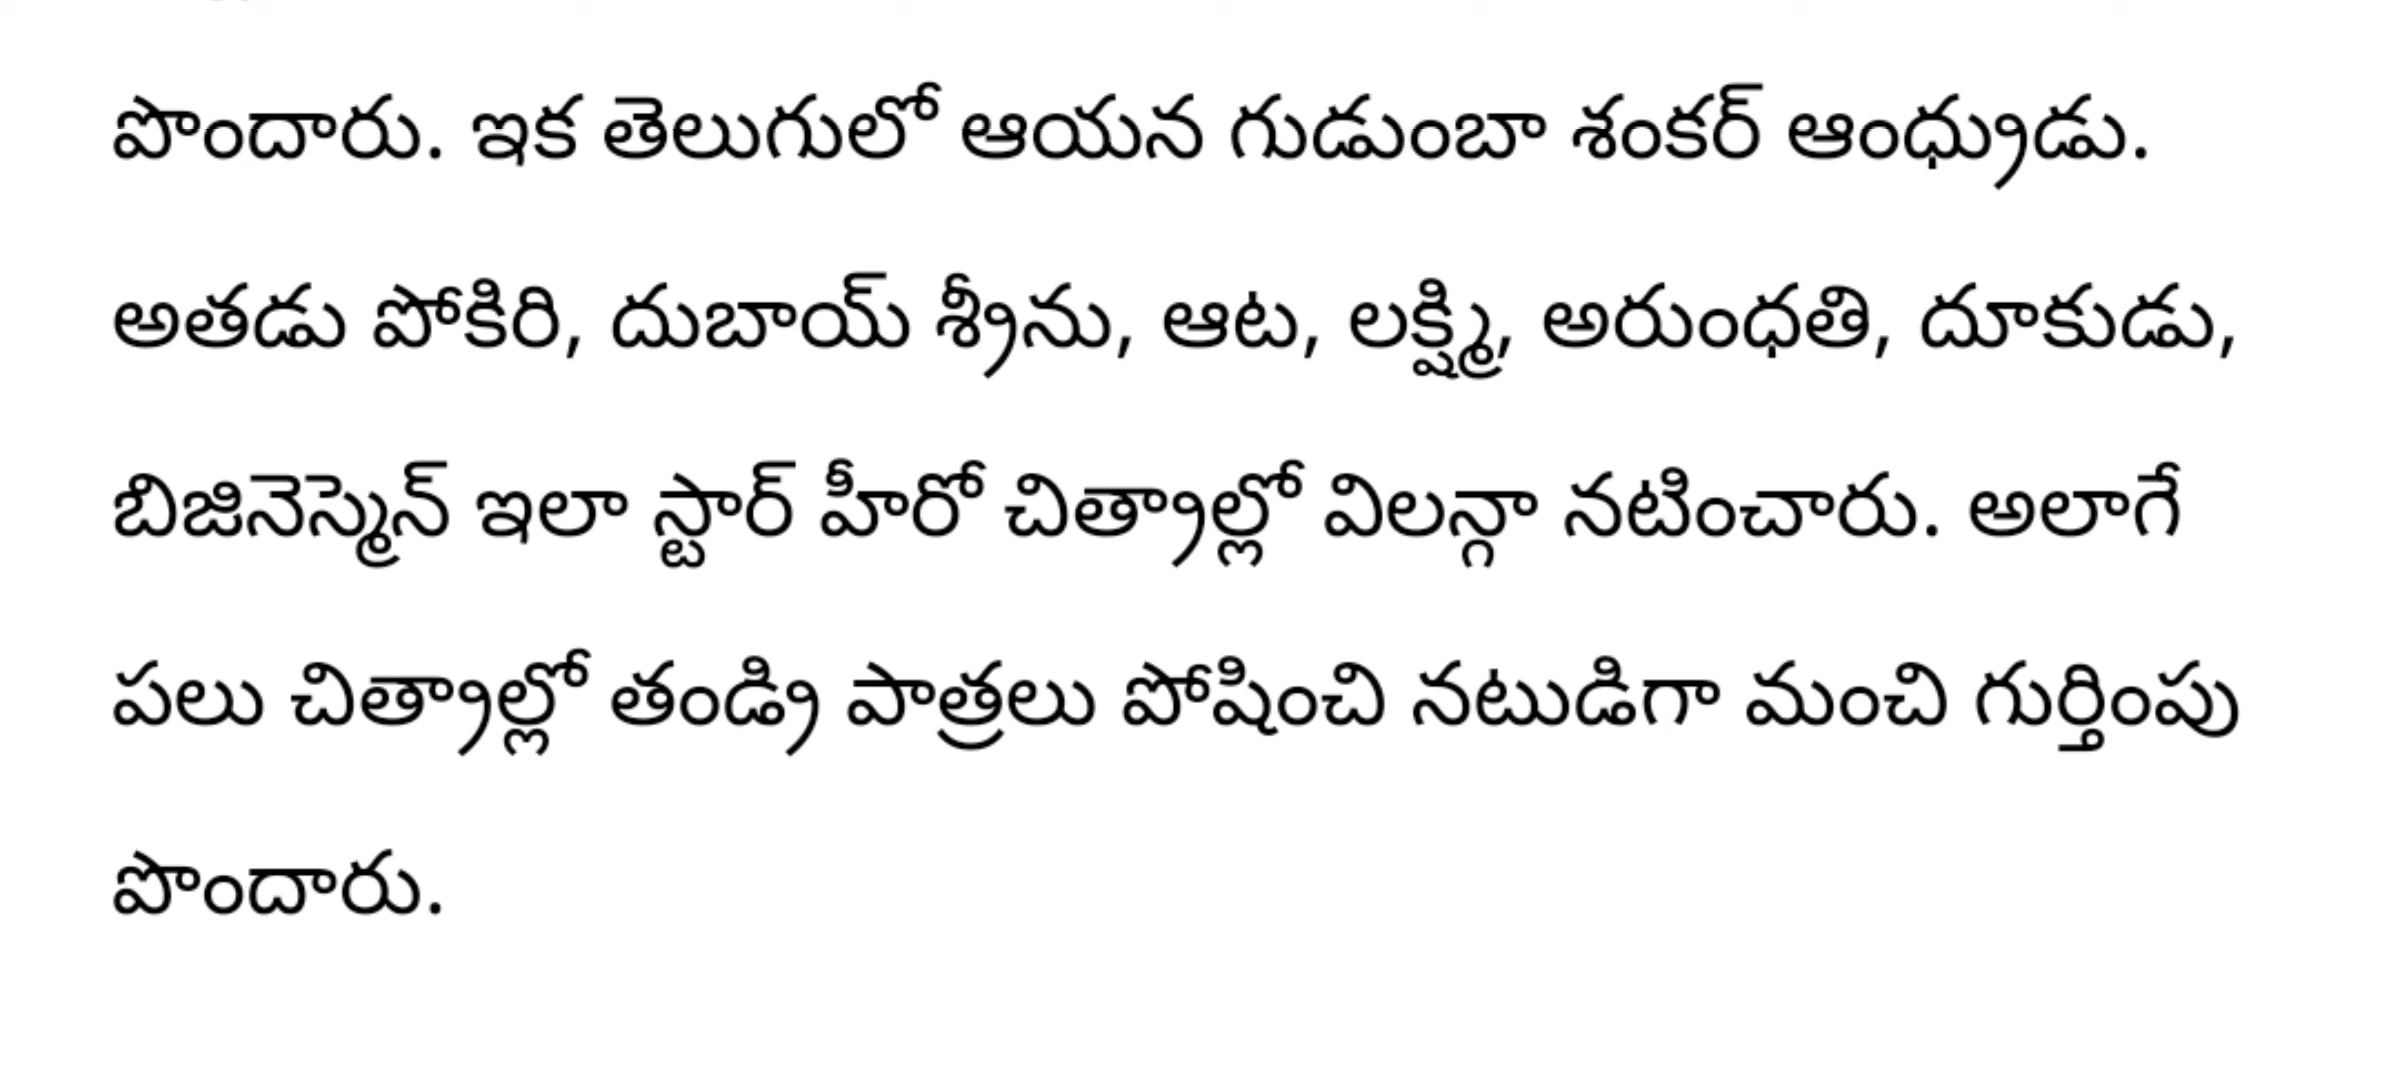 పొందారు. ఇక తెలుగులో ఆయన గుడుంబా శంకర్ ఆంధ్రుడు.
అతడు పోకిరి, దుబాయ్ శ్రీను, ఆట, లక్ష్మి, అరుంధతి, దూకుడు,
బిజినెస్మెన్ ఇలా స్టార్ హీరో చిత్రాల్లో విలన్గా నటించారు. అలాగే
పలు చిత్రాల్లో తండ్రి పాత్రలు పోషించి నటుడిగా మంచి గుర్తింపు
పొందారు.